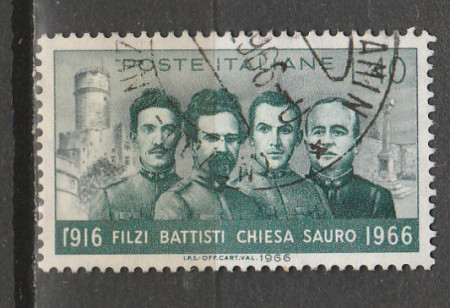 POSTE ITALIANE 40
1916 FILZI BATTISTI CHIESA SAURO 1966
I.P.S.-OFF.CART.VAL.-1966